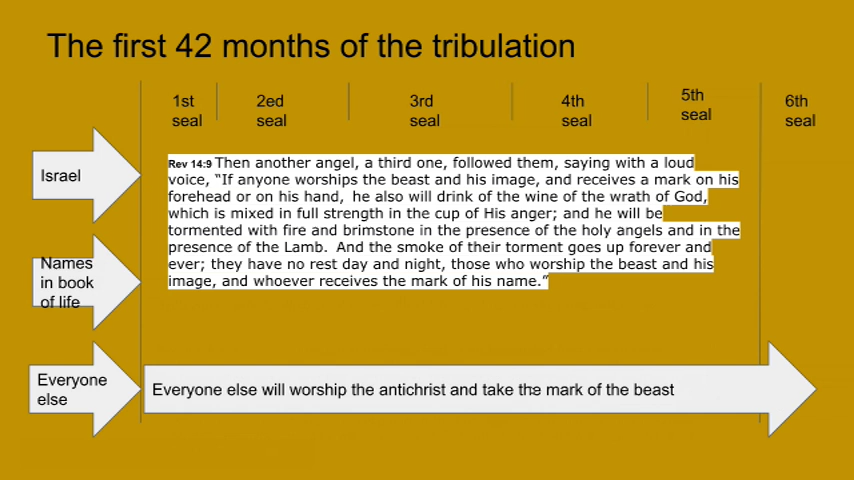 The first 42 months of the tribulation
1st
seal
2ed
seal
3rd
seal
4th
seal
5th
seal
6th
seal
Israel
Rev 14:9 Then another angel, a third one, followed them, saying with a loud
voice, “If anyone worships the beast and his image, and receives a mark on his
forehead or on his hand,  he also will drink of the wine of the wrath of God,
which is mixed in full strength in the cup of His anger; and he will be
tormented with fire and brimstone in the presence of the holy angels and in the
presence of the Lamb.  And the smoke of their torment goes up forever and
ever; they have no rest day and night, those who worship the beast and his
image, and whoever receives the mark of his name.”
Names
in book
of life
Everyone
else
Everyone else will worship the antichrist and take the mark of the beast